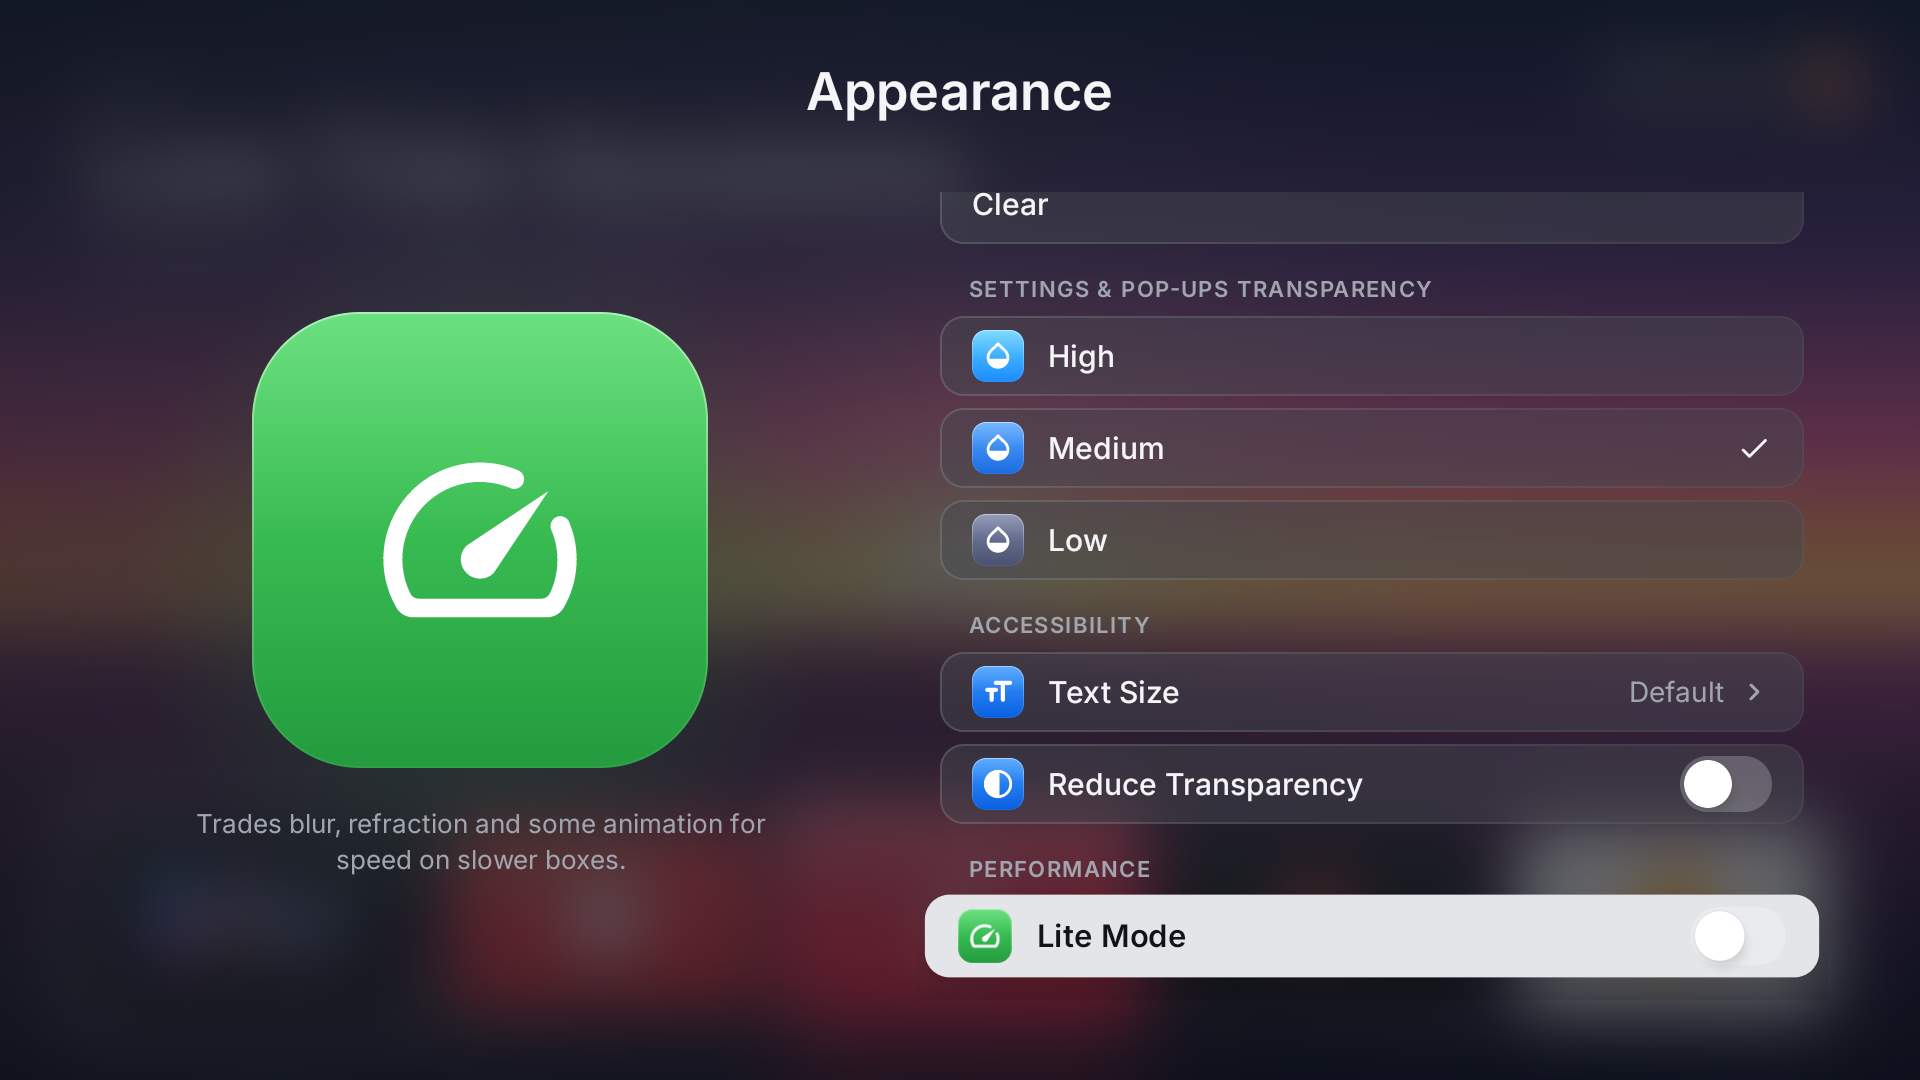 Appearance
Clear
SETTINGS & POP-UPS TRANSPARENCY
High
Medium
Low
ACCESSIBILITY
Text Size
Default
Reduce Transparency
PERFORMANCE
Lite Mode
Trades blur, refraction and some animation for
speed on slower boxes.